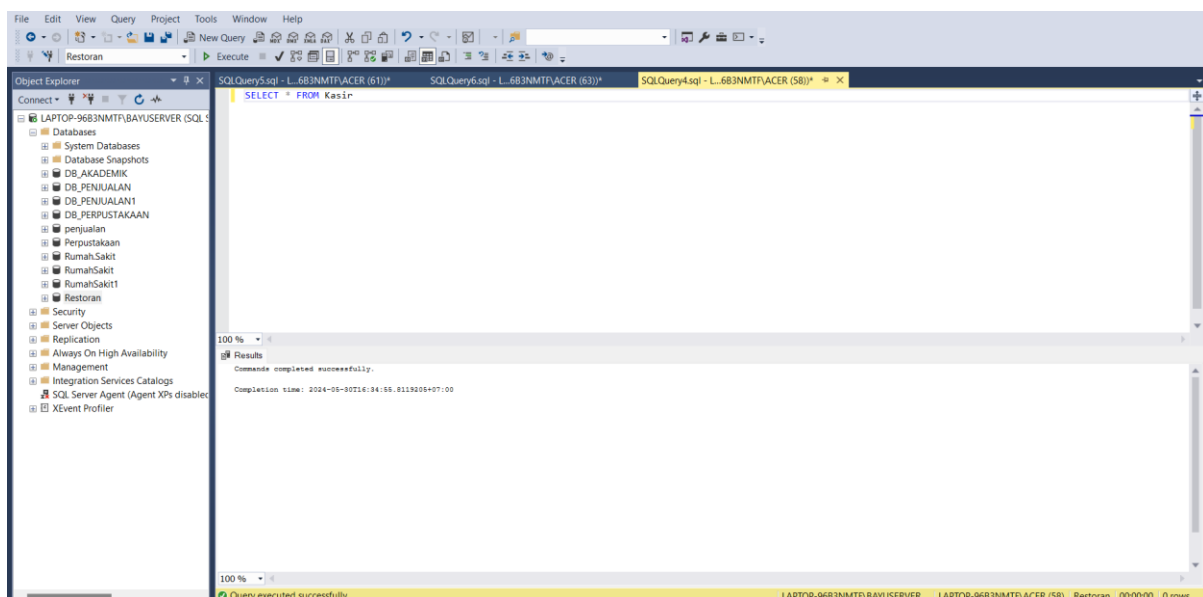 File Edit View Query Project Tools Window Help
New Query
Restoran Execute
Object Explorer
SQLQuery5.sql - L...6B3NMTF\ACER (61))* SQLQuery6.sql - L...6B3NMTF\ACER (63))* SQLQuery4.sql - L...6B3NMTF\ACER (58))*
Connect
SELECT * FROM Kasir
LAPTOP-96B3NMTF\BAYUSERVER (SQL S
Databases
System Databases
Database Snapshots
DB_AKADEMIK
DB_PENJUALAN
DB_PENJUALAN1
DB_PERPUSTAKAAN
penjualan
Perpustakaan
Rumah.Sakit
RumahSakit
RumahSakit1
Restoran
Security
Server Objects
Replication
Always On High Availability
Management
Integration Services Catalogs
SQL Server Agent (Agent XPs disabled
XEvent Profiler
100 %
Results
Commands completed successfully.
Completion time: 2024-05-30T16:34:55.8119205+07:00
100 %
Query executed successfully. LAPTOP-96B3NMTF\BAYUSERVER LAPTOP-96B3NMTF\ACER (58) Restoran 00:00:00 0 rows